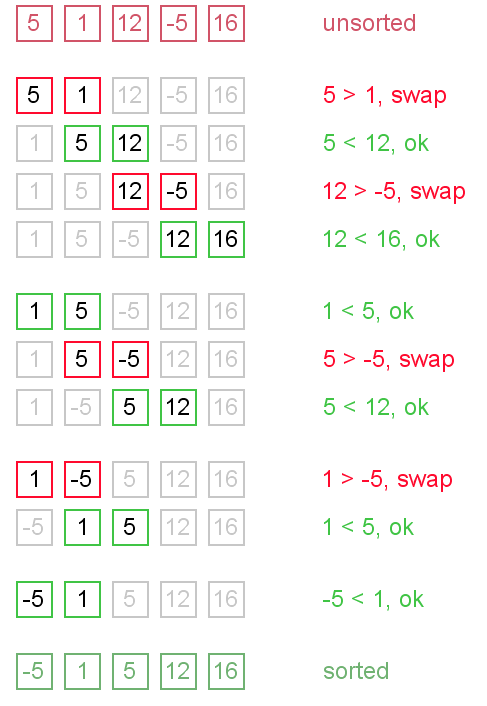 5 1 12 -5 16 unsorted
5 1 12 -5 16 5 > 1, swap
1 5 12 -5 16 5 < 12, ok
1 5 12 -5 16 12 > -5, swap
1 5 -5 12 16 12 < 16, ok
1 5 -5 12 16 1 < 5, ok
1 5 -5 12 16 5 > -5, swap
1 -5 5 12 16 5 < 12, ok
1 -5 5 12 16 1 > -5, swap
-5 1 5 12 16 1 < 5, ok
-5 1 5 12 16 -5 < 1, ok
-5 1 5 12 16 sorted